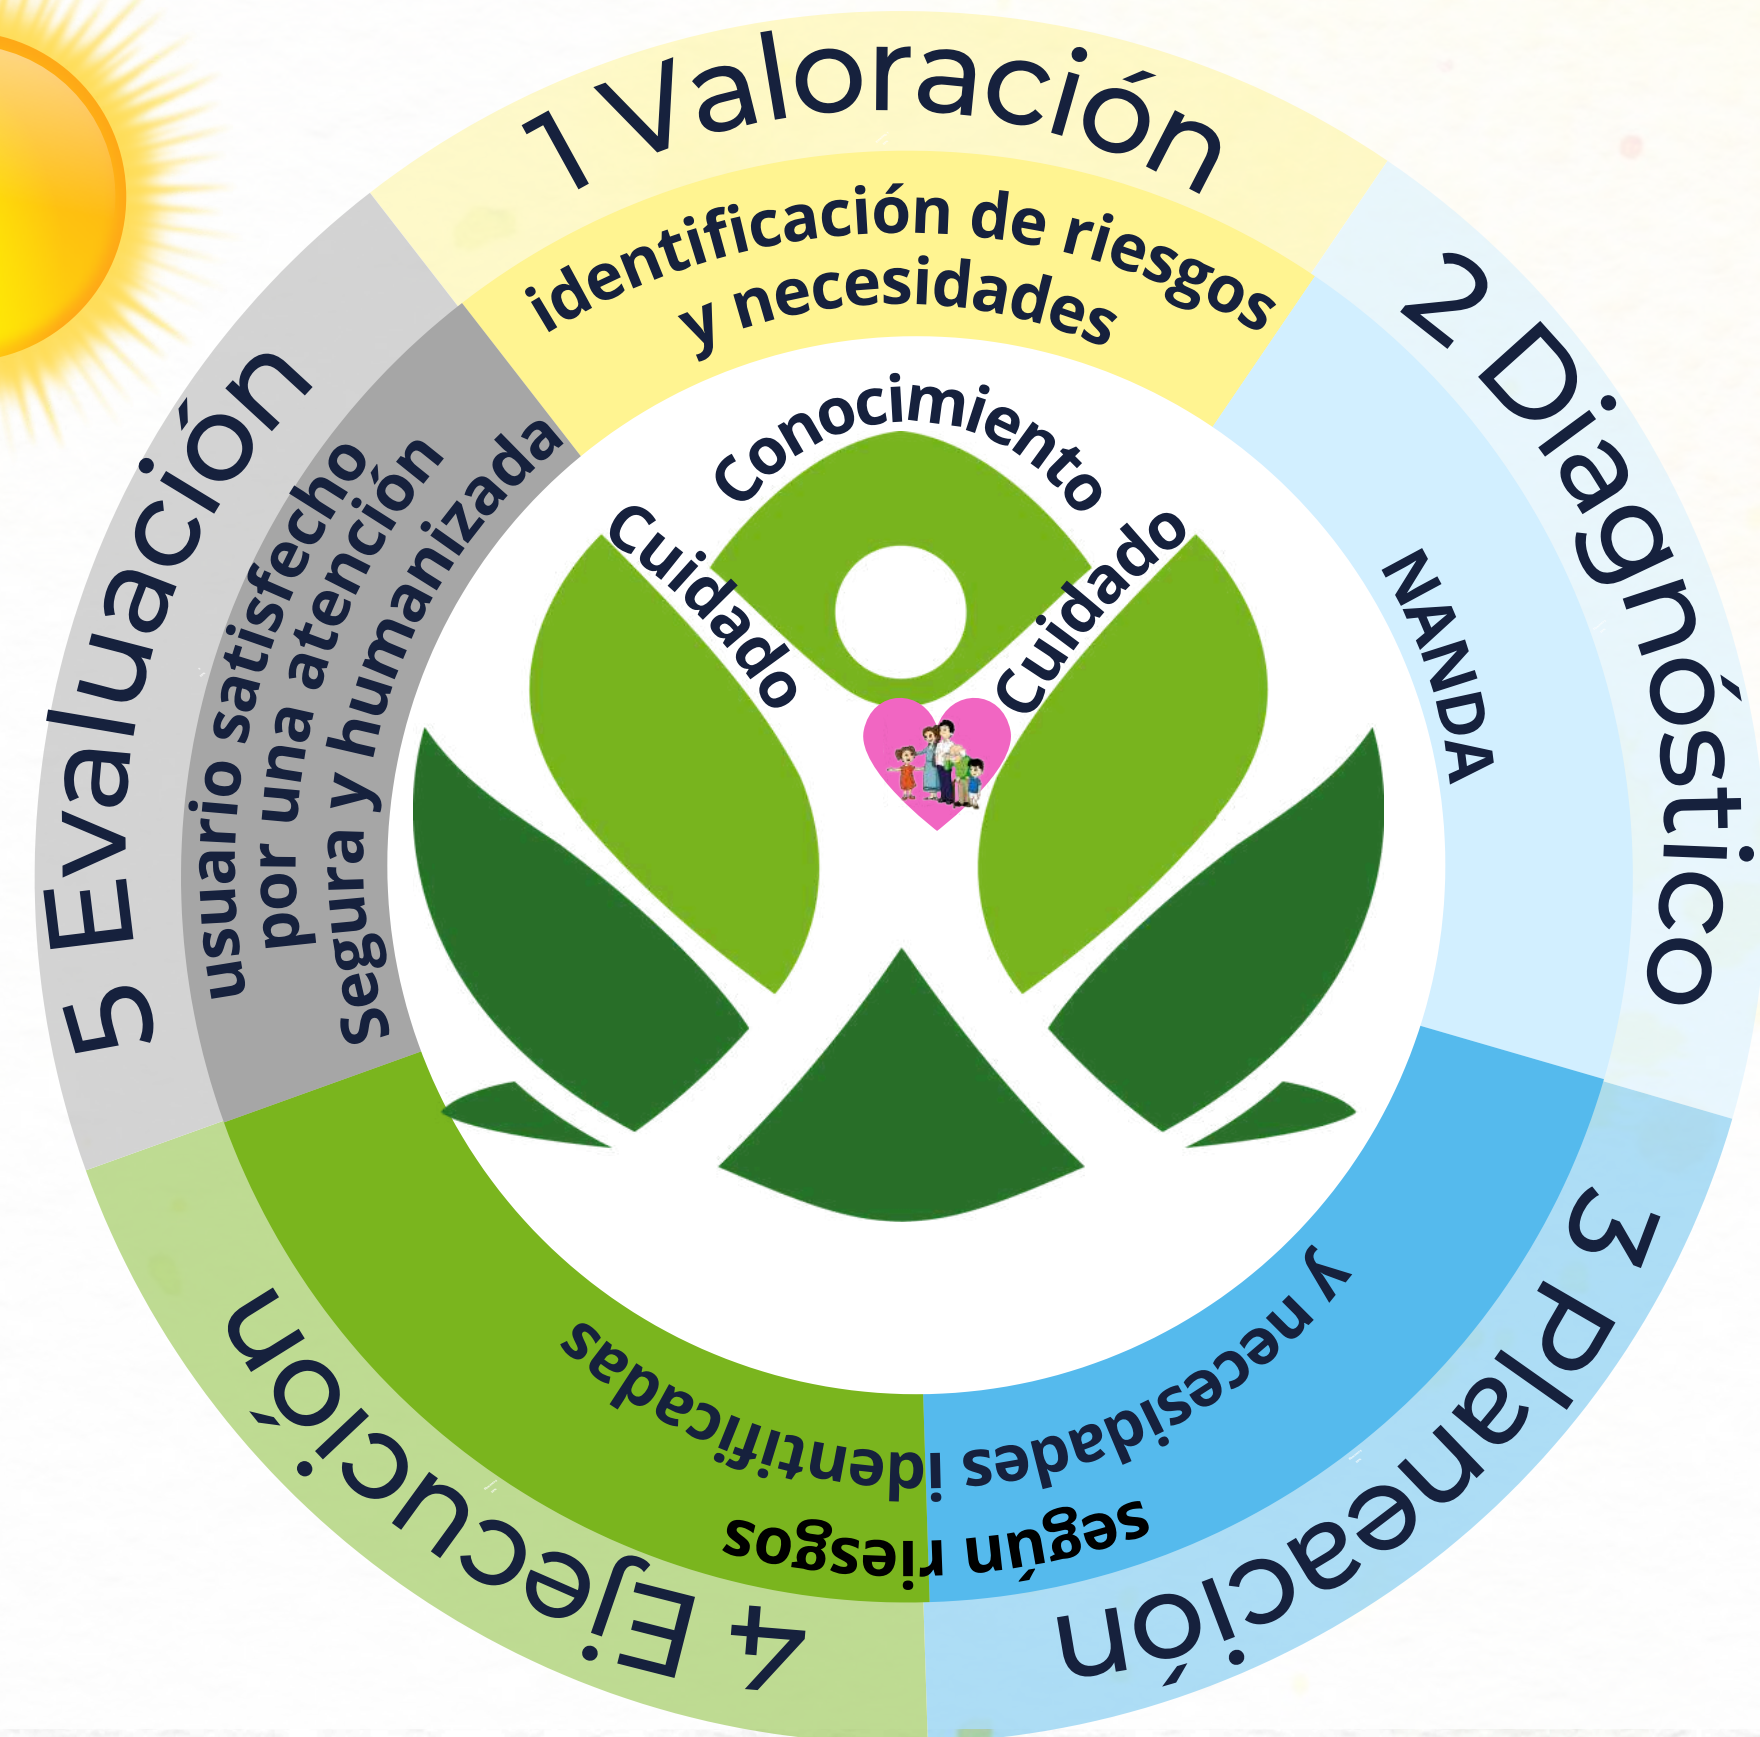 1 Valoración
identificación de riesgos
y necesidades
2 Diagnóstico
NANDA
3 Planeación
4 Ejecución
según riesgos
y necesidades identificadas
5 Evaluación
usuario satisfecho
por una atención
segura y humanizada
Conocimiento
Cuidado
Cuidado